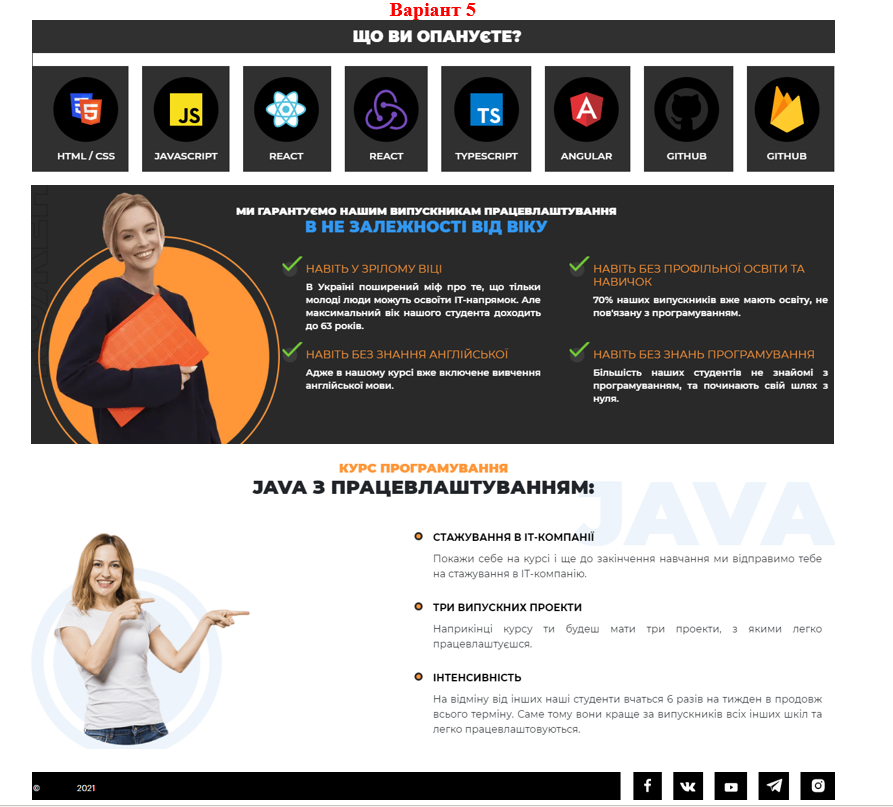 Варіант 5
ЩО ВИ ОПАНУЄТЕ?
HTML / CSS
JAVASCRIPT
REACT
REACT
TYPESCRIPT
ANGULAR
GITHUB
GITHUB
JS
TS
A
МИ ГАРАНТУЄМО НАШИМ ВИПУСКНИКАМ ПРАЦЕВЛАШТУВАННЯ
В НЕ ЗАЛЕЖНОСТІ ВІД ВІКУ
НАВІТЬ У ЗРІЛОМУ ВІЦІ
В Україні поширений міф про те, що тільки
молоді люди можуть освоїти IT-напрямок. Але
максимальний вік нашого студента доходить
до 63 років.
НАВІТЬ БЕЗ ПРОФІЛЬНОЇ ОСВІТИ ТА
НАВИЧОК
70% наших випускників вже мають освіту, не
пов'язану з програмуванням.
НАВІТЬ БЕЗ ЗНАННЯ АНГЛІЙСЬКОЇ
Адже в нашому курсі вже включене вивчення
англійської мови.
НАВІТЬ БЕЗ ЗНАНЬ ПРОГРАМУВАННЯ
Більшість наших студентів не знайомі з
програмуванням, та починають свій шлях з
нуля.
КУРС ПРОГРАМУВАННЯ
JAVA З ПРАЦЕВЛАШТУВАННЯМ:
JAVA
СТАЖУВАННЯ В IT-КОМПАНІЇ
Покажи себе на курсі і ще до закінчення навчання ми відправимо тебе
на стажування в IT-компанію.
ТРИ ВИПУСКНИХ ПРОЕКТИ
Наприкінці курсу ти будеш мати три проекти, з якими легко
працевлаштуєшся.
ІНТЕНСИВНІСТЬ
На відміну від інших наші студенти вчаться 6 разів на тижден в продовж
всього терміну. Саме тому вони краще за випускників всіх інших шкіл та
легко працевлаштовуються.
© 2021